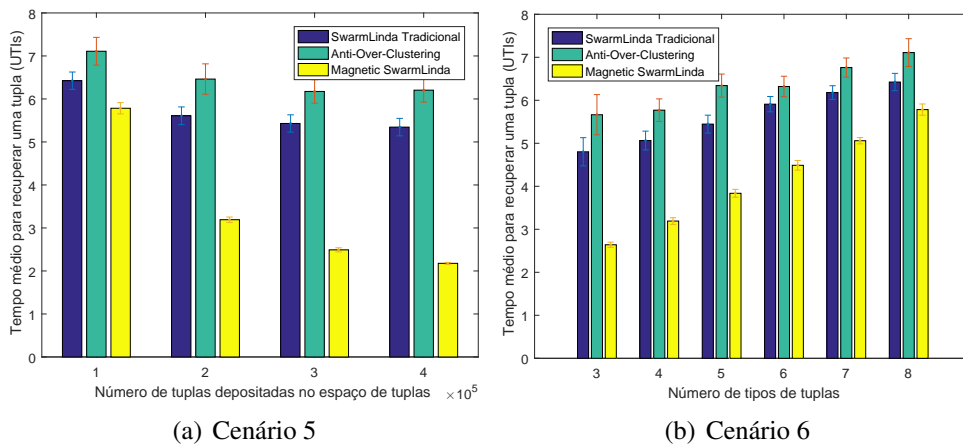 8
7
6
5
4
3
2
1
0
Tempo médio para recuperar uma tupla (UTIs)
SwarmLinda Tradicional
Anti-Over-Clustering
Magnetic SwarmLinda
1 2 3 4
Número de tuplas depositadas no espaço de tuplas ×10^5
(a) Cenário 5
8
7
6
5
4
3
2
1
0
Tempo médio para recuperar uma tupla (UTIs)
SwarmLinda Tradicional
Anti-Over-Clustering
Magnetic SwarmLinda
3 4 5 6 7 8
Número de tipos de tuplas
(b) Cenário 6